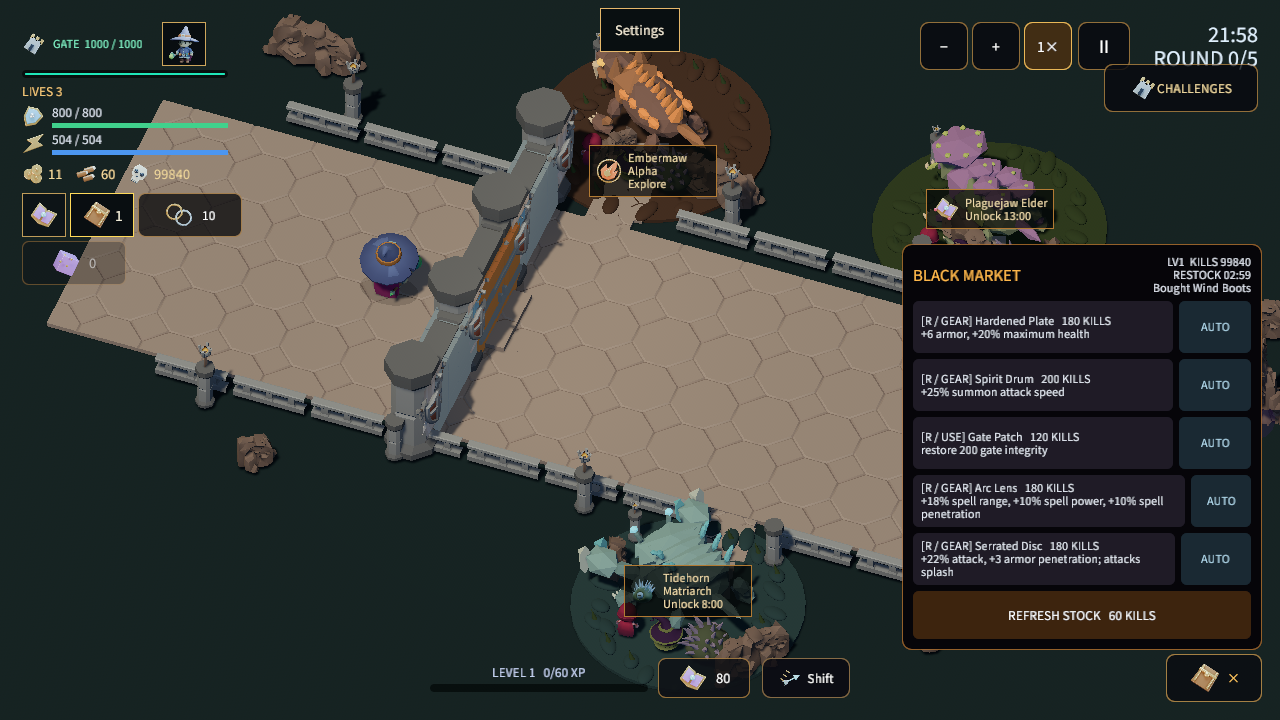 GATE 1000 / 1000
LIVES 3
800 / 800
504 / 504
11
60
99840
1
10
0
Settings
−
+
1×
21:58
ROUND 0/5
CHALLENGES
Embermaw
Alpha
Explore
Plaguejaw Elder
Unlock 13:00
BLACK MARKET
LV1 KILLS 99840
RESTOCK 02:59
Bought Wind Boots
[R / GEAR] Hardened Plate 180 KILLS
+6 armor, +20% maximum health
AUTO
[R / GEAR] Spirit Drum 200 KILLS
+25% summon attack speed
AUTO
[R / USE] Gate Patch 120 KILLS
restore 200 gate integrity
AUTO
[R / GEAR] Arc Lens 180 KILLS
+18% spell range, +10% spell power, +10% spell
penetration
AUTO
[R / GEAR] Serrated Disc 180 KILLS
+22% attack, +3 armor penetration; attacks
splash
AUTO
REFRESH STOCK 60 KILLS
Tidehorn
Matriarch
Unlock 8:00
LEVEL 1 0/60 XP
80
Shift
×